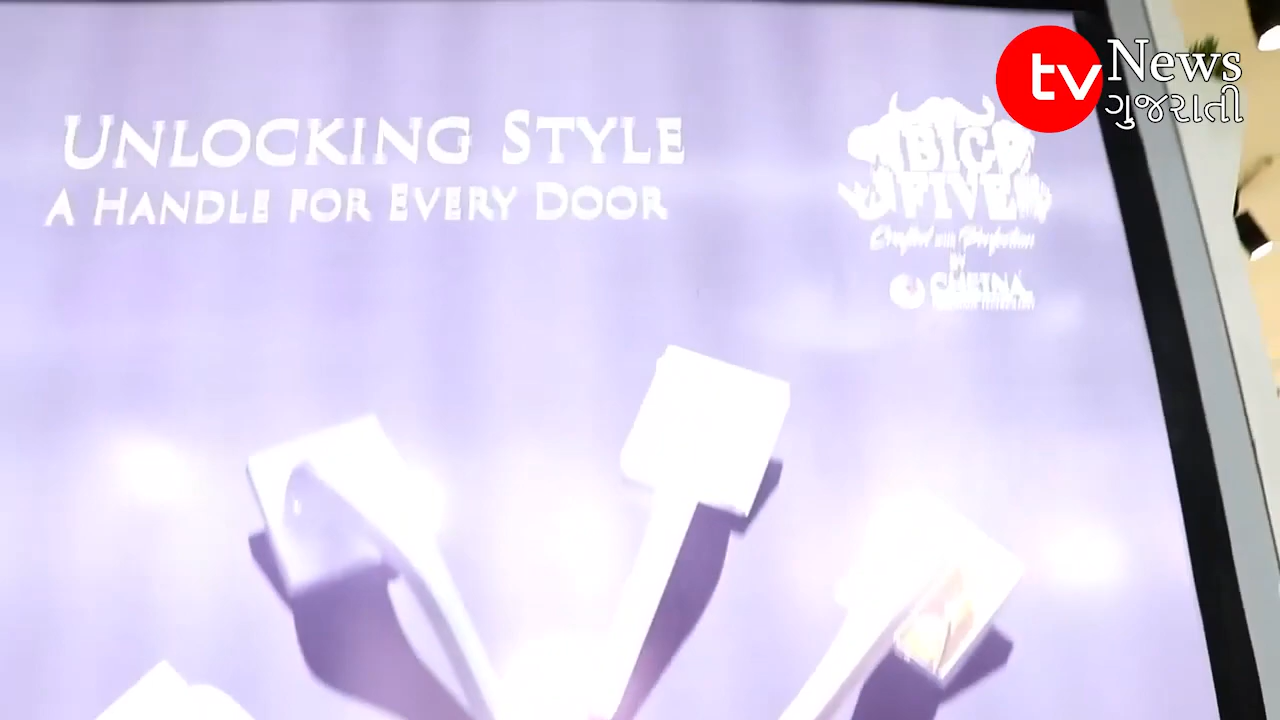 UNLOCKING STYLE
A HANDLE FOR EVERY DOOR
BIG
FIVE
Crafted with Perfection
BY
tv News
ગુજરાતી